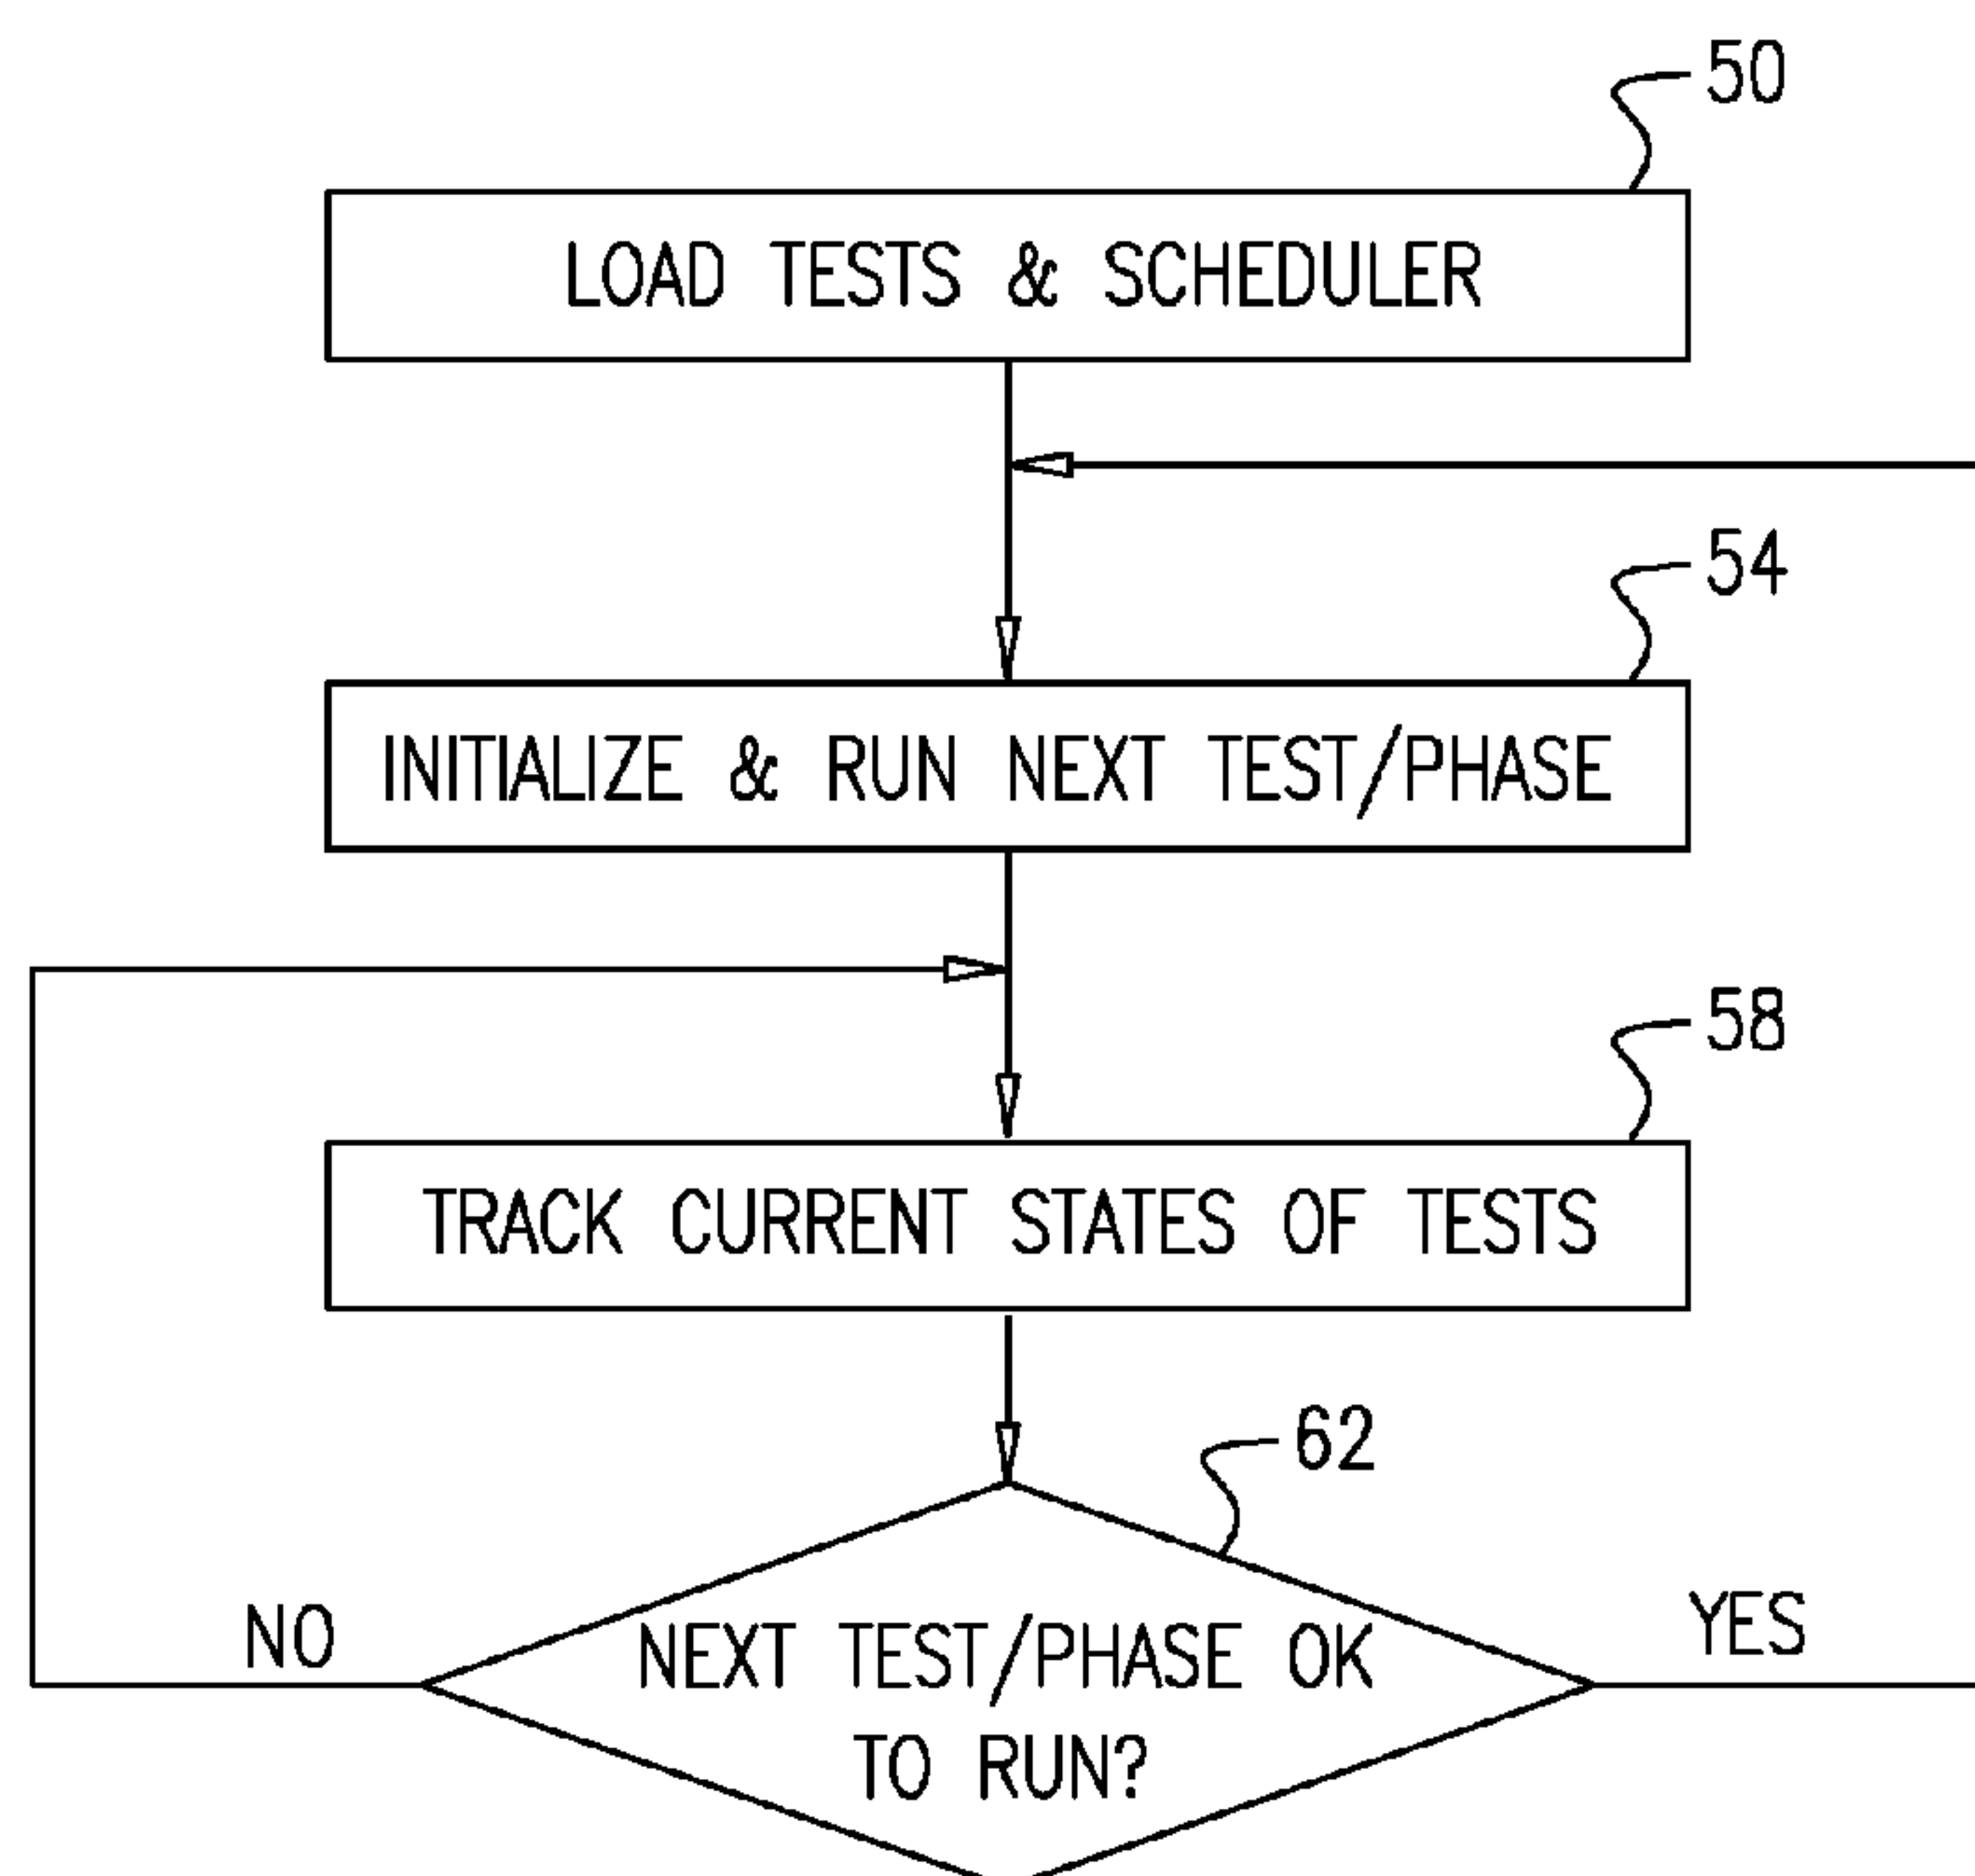 50
LOAD TESTS & SCHEDULER
54
INITIALIZE & RUN NEXT TEST/PHASE
58
TRACK CURRENT STATES OF TESTS
62
NO
NEXT TEST/PHASE OK
TO RUN?
YES